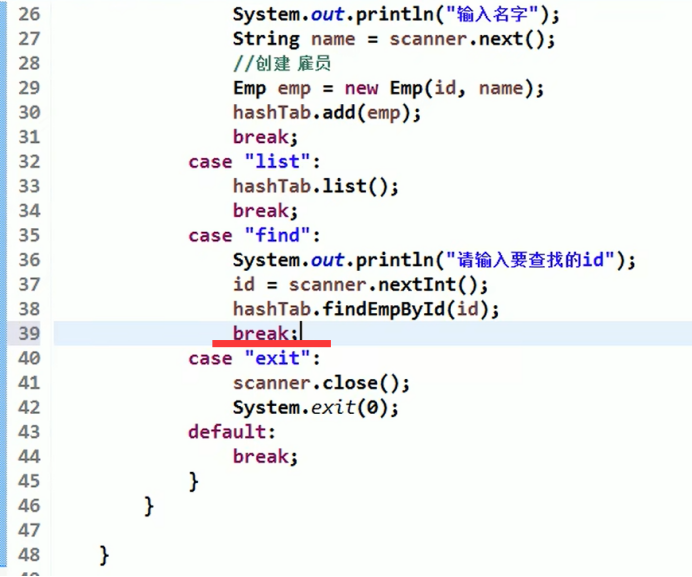 26 System.out.println("输入名字");
27 String name = scanner.next();
28 //创建 雇员
29 Emp emp = new Emp(id, name);
30 hashTab.add(emp);
31 break;
32 case "list":
33 hashTab.list();
34 break;
35 case "find":
36 System.out.println("请输入要查找的id");
37 id = scanner.nextInt();
38 hashTab.findEmpById(id);
39 break;
40 case "exit":
41 scanner.close();
42 System.exit(0);
43 default:
44 break;
45 }
46 }
47
48 }